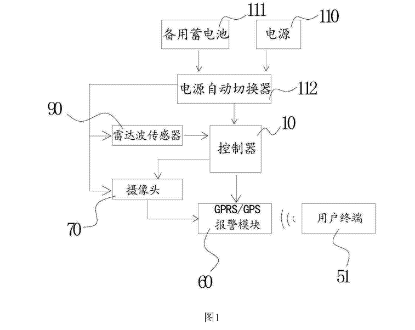 111
110
备用蓄电池
电源
电源自动切换器
112
90
10
雷达波传感器
控制器
摄像头
70
GPRS/GPS
报警模块
用户终端
60
51
图1